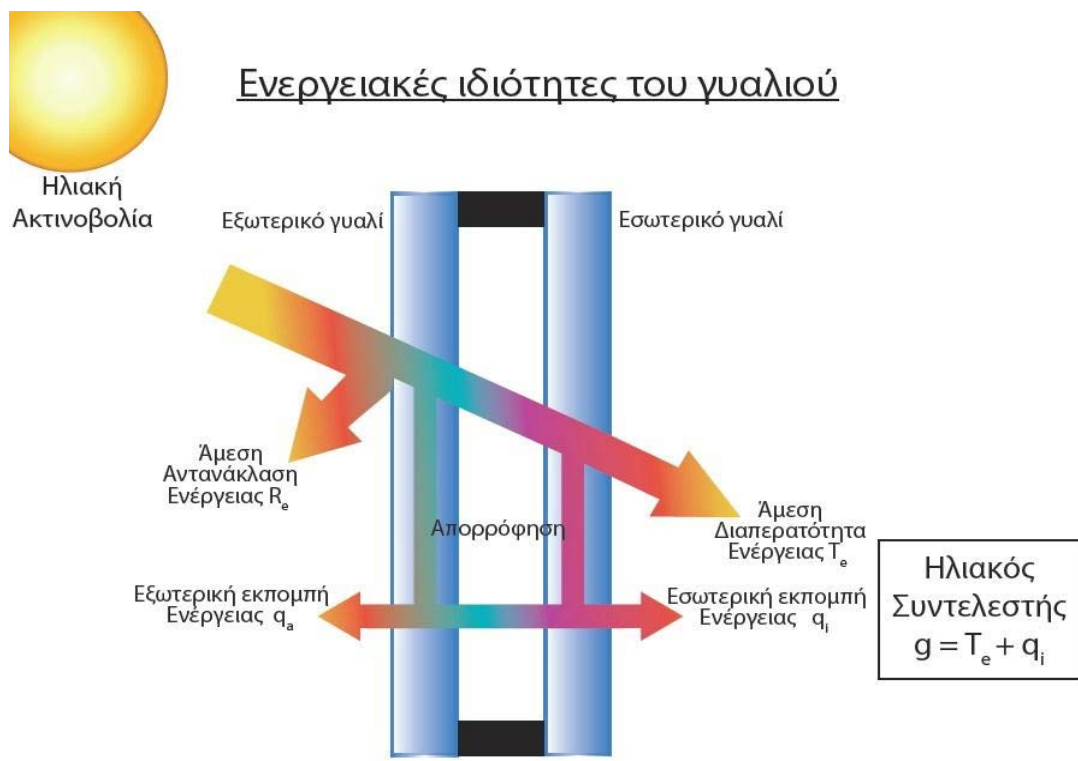 Ενεργειακές ιδιότητες του γυαλιού
Ηλιακή
Ακτινοβολία
Εξωτερικό γυαλί
Εσωτερικό γυαλί
Άμεση
Αντανάκλαση
Ενέργειας Rₑ
Απορρόφηση
Άμεση
Διαπερατότητα
Ενέργειας Tₑ
Εξωτερική εκπομπή
Ενέργειας qₐ
Εσωτερική εκπομπή
Ενέργειας qᵢ
Ηλιακός
Συντελεστής
g = Tₑ + qᵢ